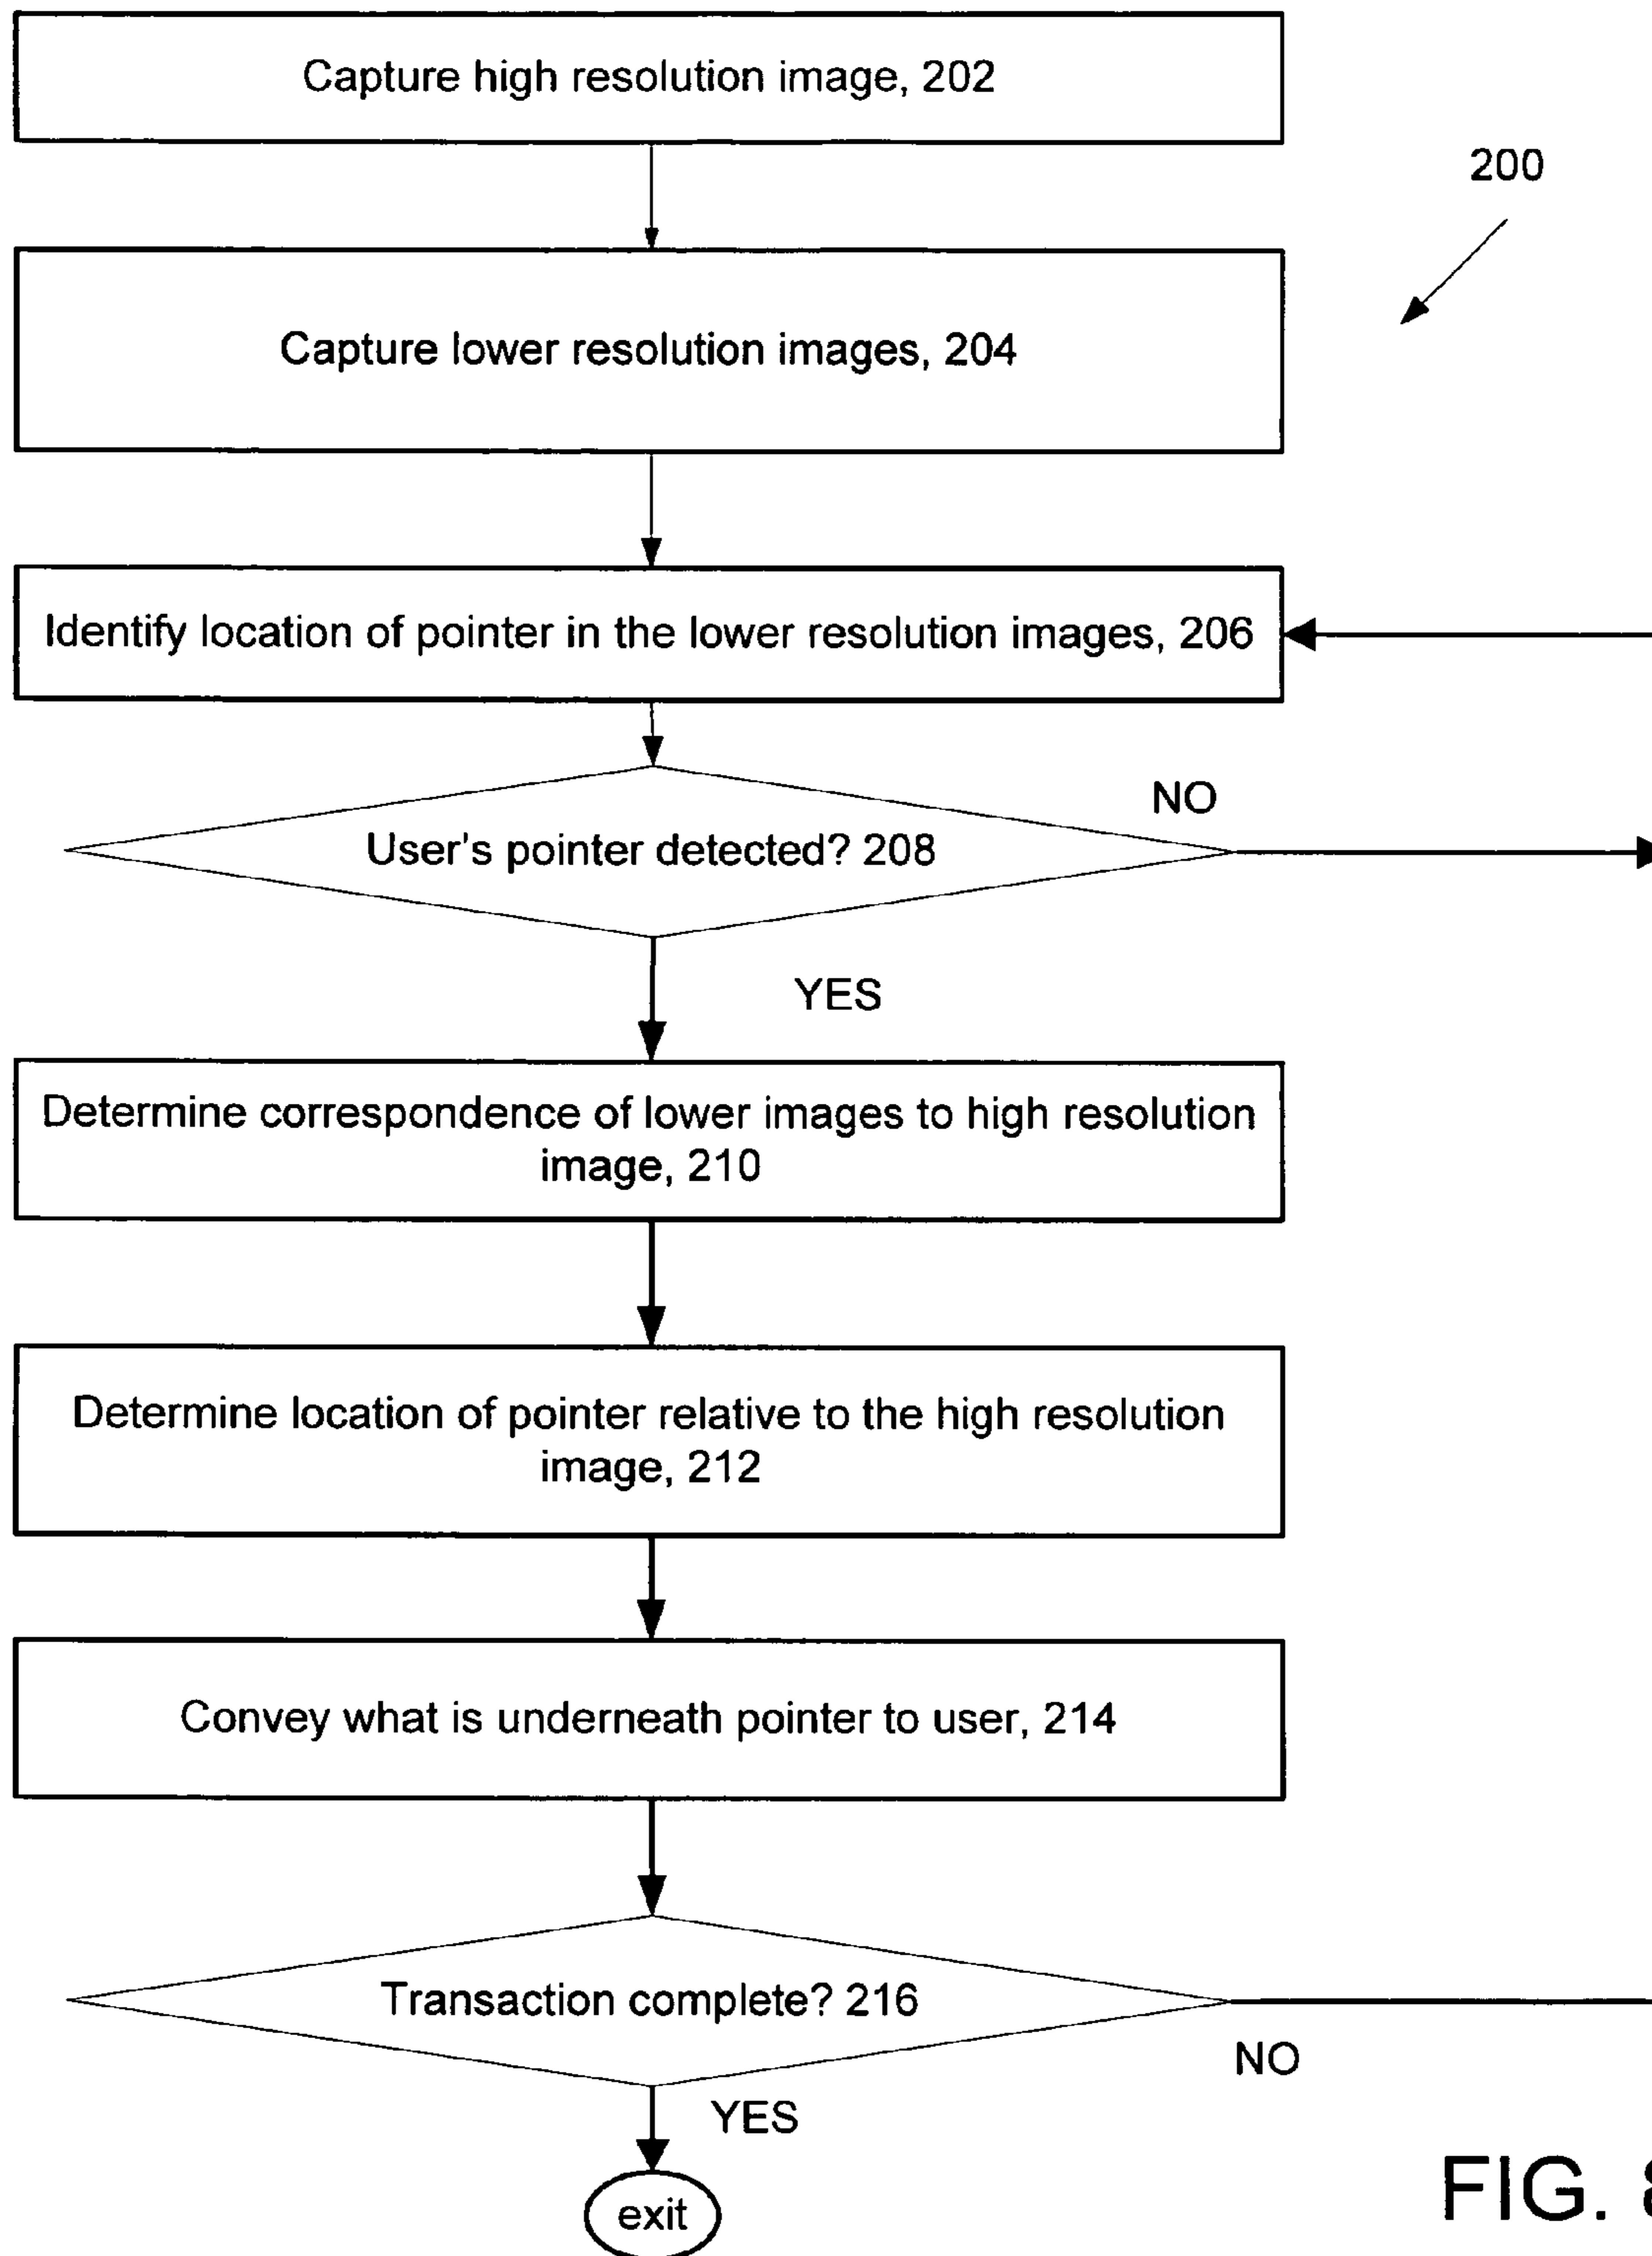 Capture high resolution image, 202
200
Capture lower resolution images, 204
Identify location of pointer in the lower resolution images, 206
NO
User's pointer detected? 208
YES
Determine correspondence of lower images to high resolution
image, 210
Determine location of pointer relative to the high resolution
image, 212
Convey what is underneath pointer to user, 214
Transaction complete? 216
NO
YES
exit
FIG.